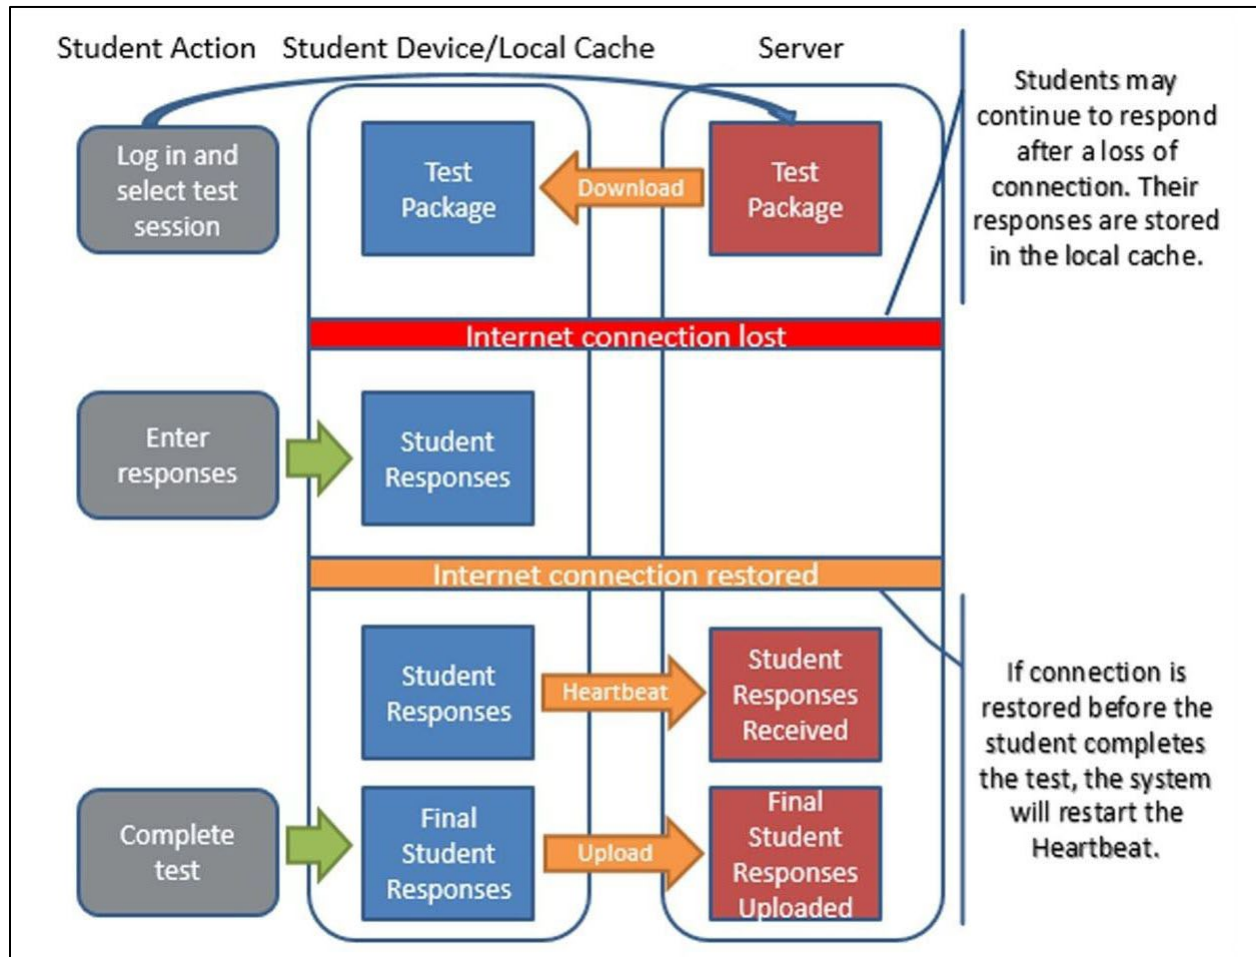 Student Action
Student Device/Local Cache
Server
Log in and
select test
session
Test
Package
Download
Test
Package
Students may
continue to respond
after a loss of
connection. Their
responses are stored
in the local cache.
Internet connection lost
Enter
responses
Student
Responses
Internet connection restored
Student
Responses
Heartbeat
Student
Responses
Received
If connection is
restored before the
student completes
the test, the system
will restart the
Heartbeat.
Complete
test
Final
Student
Responses
Upload
Final
Student
Responses
Uploaded